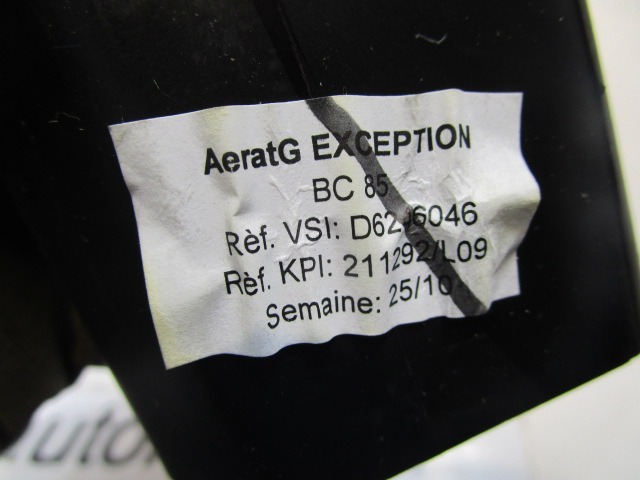 AeratG EXCEPTION
BC 85
Rèf. VSI:
Rèf. KPI: 211292/L09
Semaine: 25/10